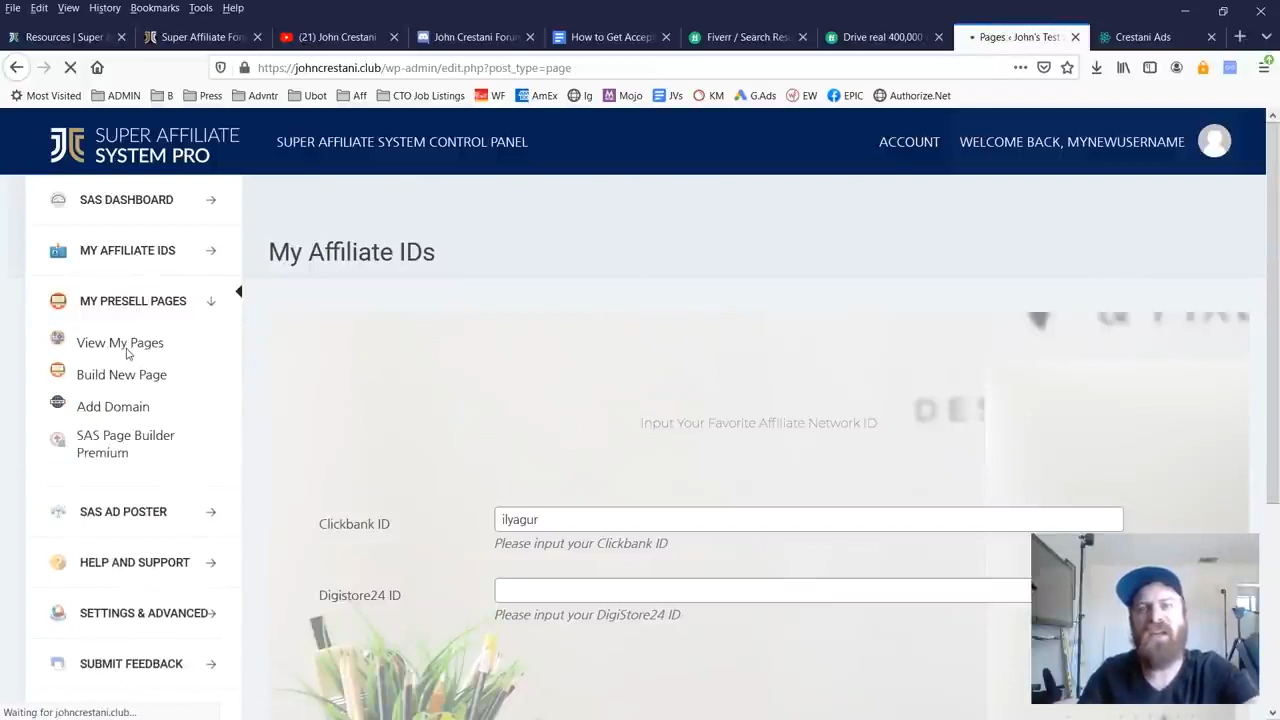 File Edit View History Bookmarks Tools Help
Resources | Super
Super Affiliate For
(21) John Crestani
John Crestani Forum
How to Get Accep
Fiverr / Search Res
Drive real 400,000
Pages ‹ John's Test
Crestani Ads
https://johncrestani.club/wp-admin/edit.php?post_type=page
Most Visited ADMIN B Press Advntr Ubot Aff CTO Job Listings WF AmEx Ig Mojo JVs KM G.Ads EW EPIC Authorize.Net
SUPER AFFILIATE
SYSTEM PRO
SUPER AFFILIATE SYSTEM CONTROL PANEL
ACCOUNT
WELCOME BACK, MYNEWUSERNAME
SAS DASHBOARD
MY AFFILIATE IDS
MY PRESELL PAGES
View My Pages
Build New Page
Add Domain
SAS Page Builder
Premium
SAS AD POSTER
HELP AND SUPPORT
SETTINGS & ADVANCED
SUBMIT FEEDBACK
My Affiliate IDs
Input Your Favorite Affiliate Network ID
Clickbank ID
ilyagur
Please input your Clickbank ID
Digistore24 ID
Please input your DigiStore24 ID
Waiting for johncrestani.club...